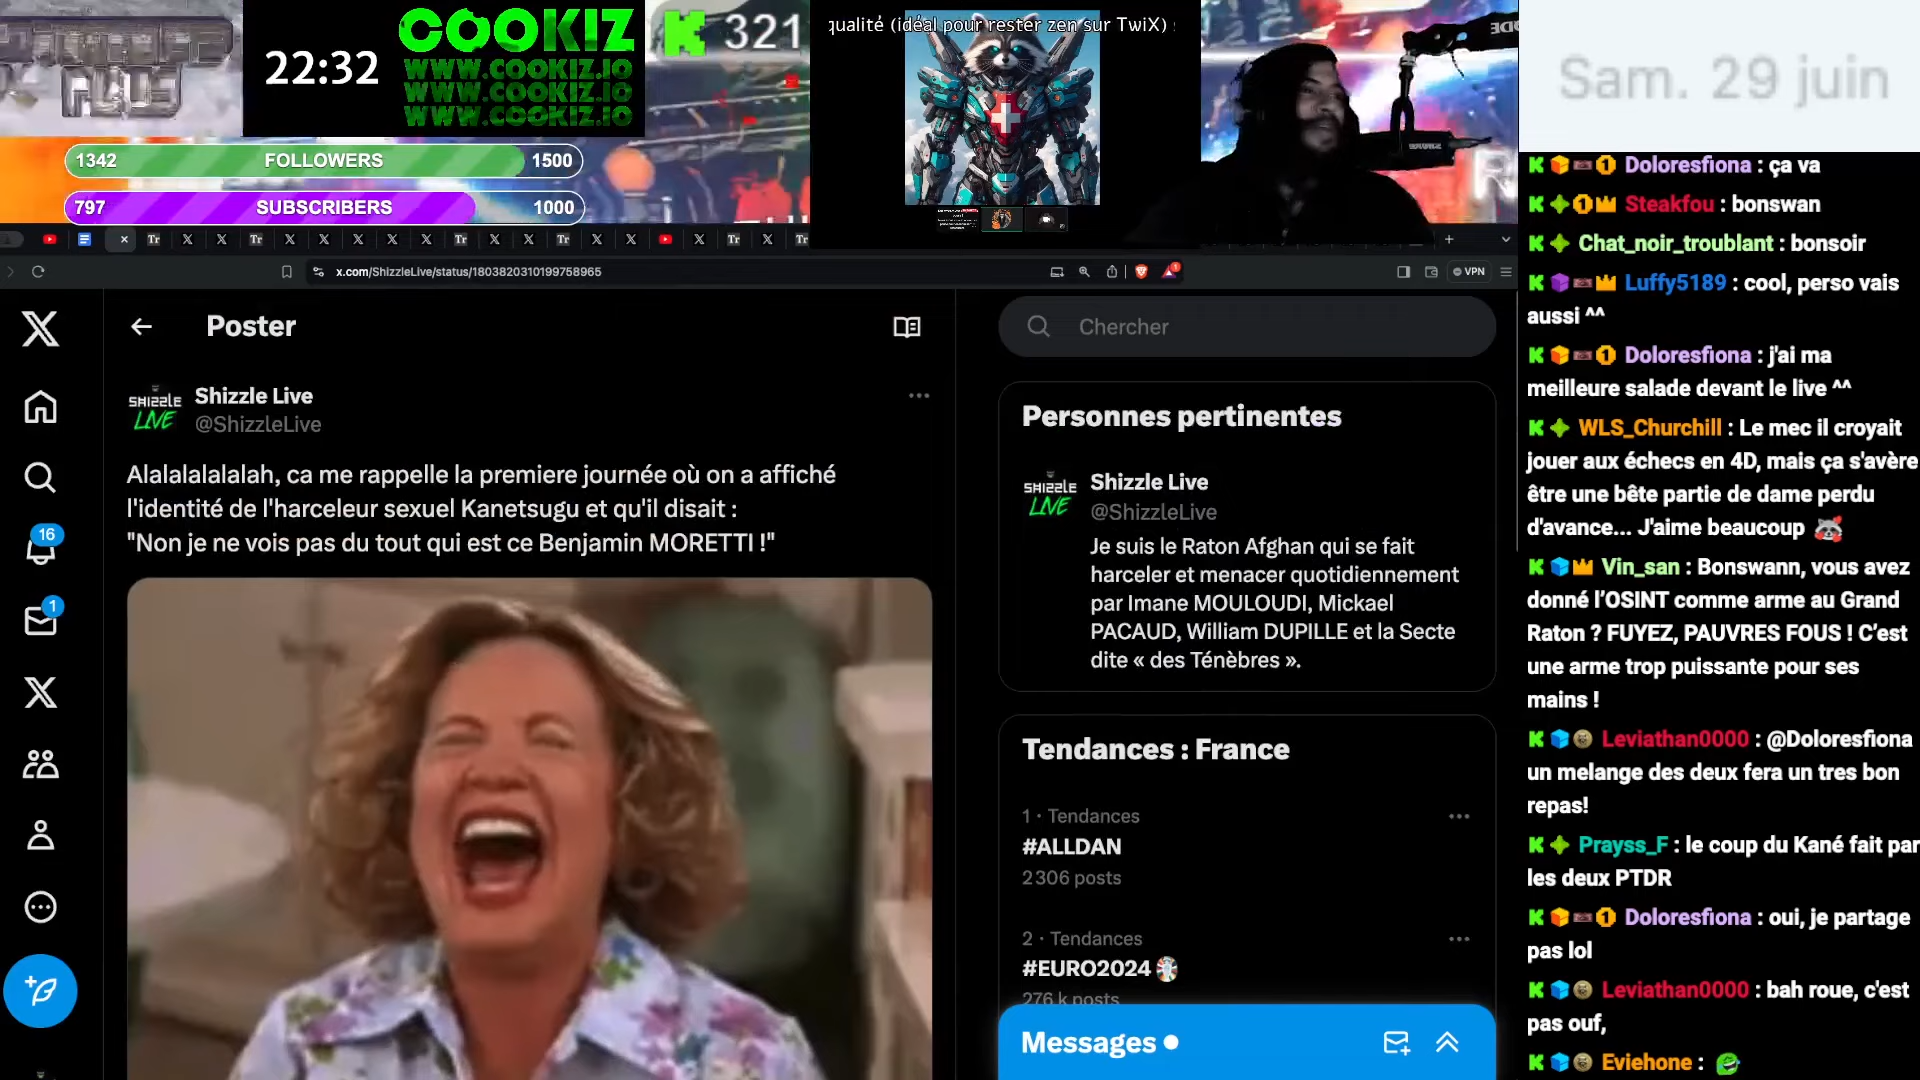 22:32
COOKIZ
WWW.COOKIZ.IO
WWW.COOKIZ.IO
WWW.COOKIZ.IO
321
qualité (idéal pour rester zen sur TwiX)
Sam. 29 juin
1342 FOLLOWERS 1500
797 SUBSCRIBERS 1000
x.com/ShizzleLive/status/1803820310199758965
VPN
Poster
Shizzle Live
@ShizzleLive
Alalalalalalah, ca me rappelle la premiere journée où on a affiché
l'identité de l'harceleur sexuel Kanetsugu et qu'il disait :
"Non je ne vois pas du tout qui est ce Benjamin MORETTI !"
16
1
Chercher
Personnes pertinentes
SHIZZLE
LIVE
Shizzle Live
@ShizzleLive
Je suis le Raton Afghan qui se fait
harceler et menacer quotidiennement
par Imane MOULOUDI, Mickael
PACAUD, William DUPILLE et la Secte
dite « des Ténèbres ».
Tendances : France
1 · Tendances
#ALLDAN
2 306 posts
2 · Tendances
#EURO2024
276 k posts
Messages
Doloresfiona : ça va
Steakfou : bonswan
Chat_noir_troublant : bonsoir
Luffy5189 : cool, perso vais
aussi ^^
Doloresfiona : j'ai ma
meilleure salade devant le live ^^
WLS_Churchill : Le mec il croyait
jouer aux échecs en 4D, mais ça s'avère
être une bête partie de dame perdu
d'avance... J'aime beaucoup
Vin_san : Bonswann, vous avez
donné l'OSINT comme arme au Grand
Raton ? FUYEZ, PAUVRES FOUS ! C'est
une arme trop puissante pour ses
mains !
Leviathan0000 : @Doloresfiona
un melange des deux fera un tres bon
repas!
Prayss_F : le coup du Kané fait par
les deux PTDR
Doloresfiona : oui, je partage
pas lol
Leviathan0000 : bah roue, c'est
pas ouf,
Eviehone :